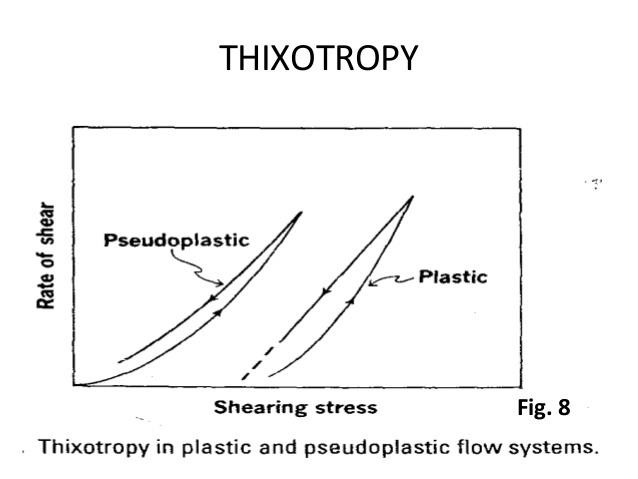 THIXOTROPY
Rate of shear
Pseudoplastic
Plastic
Shearing stress
Fig. 8
Thixotropy in plastic and pseudoplastic flow systems.